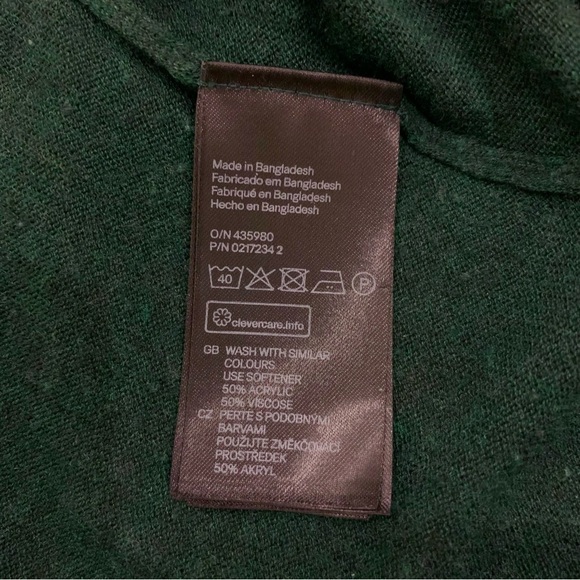 Made in Bangladesh
Fabricado em Bangladesh
Fabriqué en Bangladesh
Hecho en Bangladesh
O/N 435980
P/N 0217234 2
40 P
clevercare.info
GB WASH WITH SIMILAR
COLOURS
USE SOFTENER
50% ACRYLIC
50% VISCOSE
CZ PERTE S PODOBNÝMI
BARVAMI
POUŽIJTE ZMĚKČOVACÍ
PROSTŘEDEK
50% AKRYL